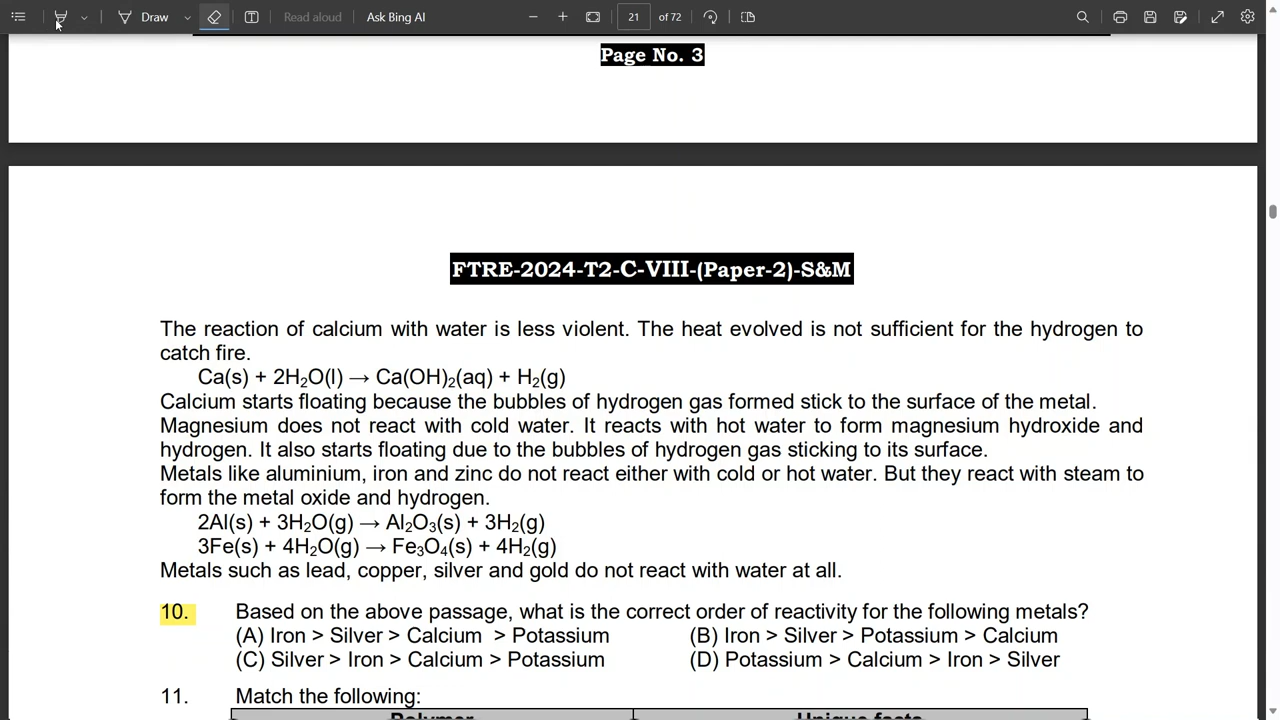 Draw
Read aloud
Ask Bing AI
21
of 72
Page No. 3
FTRE-2024-T2-C-VIII-(Paper-2)-S&M
The reaction of calcium with water is less violent. The heat evolved is not sufficient for the hydrogen to
catch fire.
Ca(s) + 2H₂O(l) → Ca(OH)₂(aq) + H₂(g)
Calcium starts floating because the bubbles of hydrogen gas formed stick to the surface of the metal.
Magnesium does not react with cold water. It reacts with hot water to form magnesium hydroxide and
hydrogen. It also starts floating due to the bubbles of hydrogen gas sticking to its surface.
Metals like aluminium, iron and zinc do not react either with cold or hot water. But they react with steam to
form the metal oxide and hydrogen.
2Al(s) + 3H₂O(g) → Al₂O₃(s) + 3H₂(g)
3Fe(s) + 4H₂O(g) → Fe₃O₄(s) + 4H₂(g)
Metals such as lead, copper, silver and gold do not react with water at all.
10. Based on the above passage, what is the correct order of reactivity for the following metals?
(A) Iron > Silver > Calcium > Potassium (B) Iron > Silver > Potassium > Calcium
(C) Silver > Iron > Calcium > Potassium (D) Potassium > Calcium > Iron > Silver
11. Match the following:
Polymer Unique facts